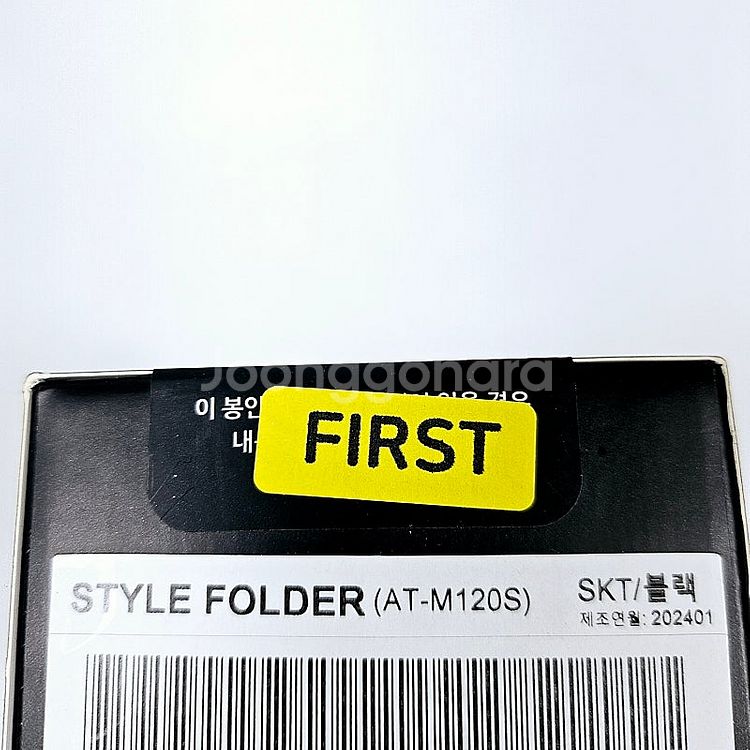 Joonggonara
이 봉인
내
FIRST
STYLE FOLDER (AT-M120S) SKT/블랙
제조연월: 202401